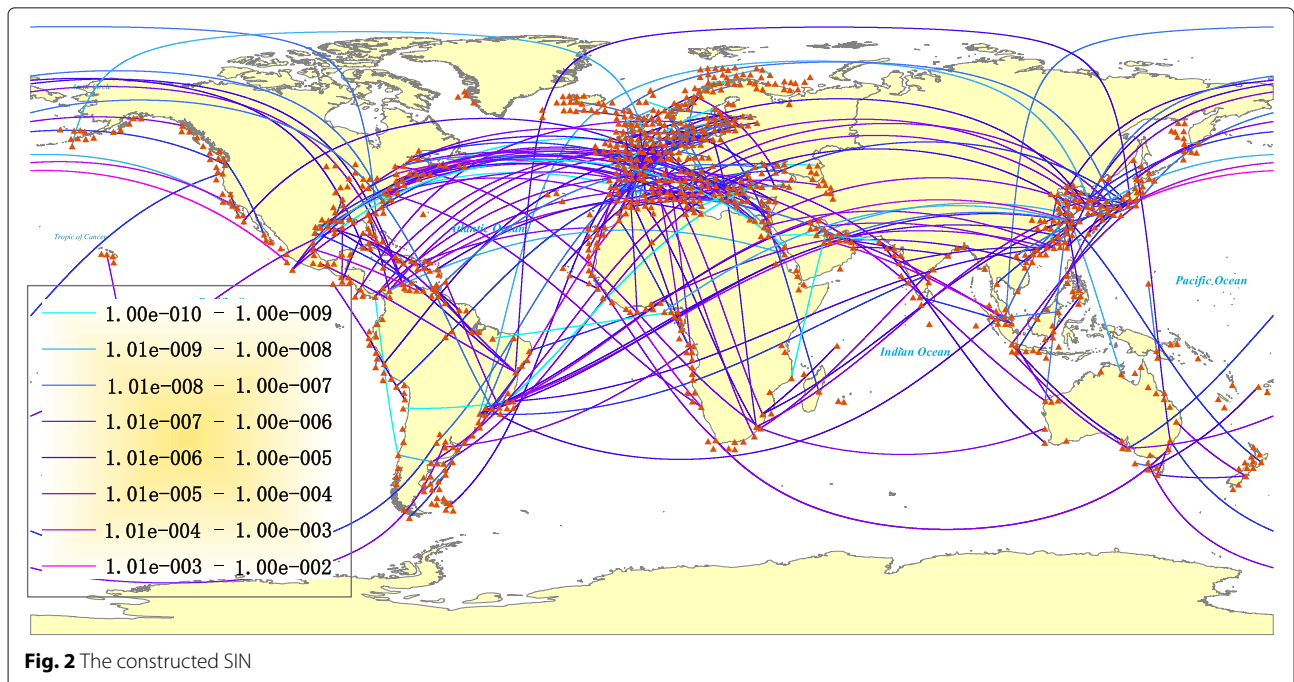 Tropic of Cancer
Atlantic Ocean
Pacific Ocean
Indian Ocean
1.00e-010 - 1.00e-009
1.01e-009 - 1.00e-008
1.01e-008 - 1.00e-007
1.01e-007 - 1.00e-006
1.01e-006 - 1.00e-005
1.01e-005 - 1.00e-004
1.01e-004 - 1.00e-003
1.01e-003 - 1.00e-002
Fig. 2 The constructed SIN